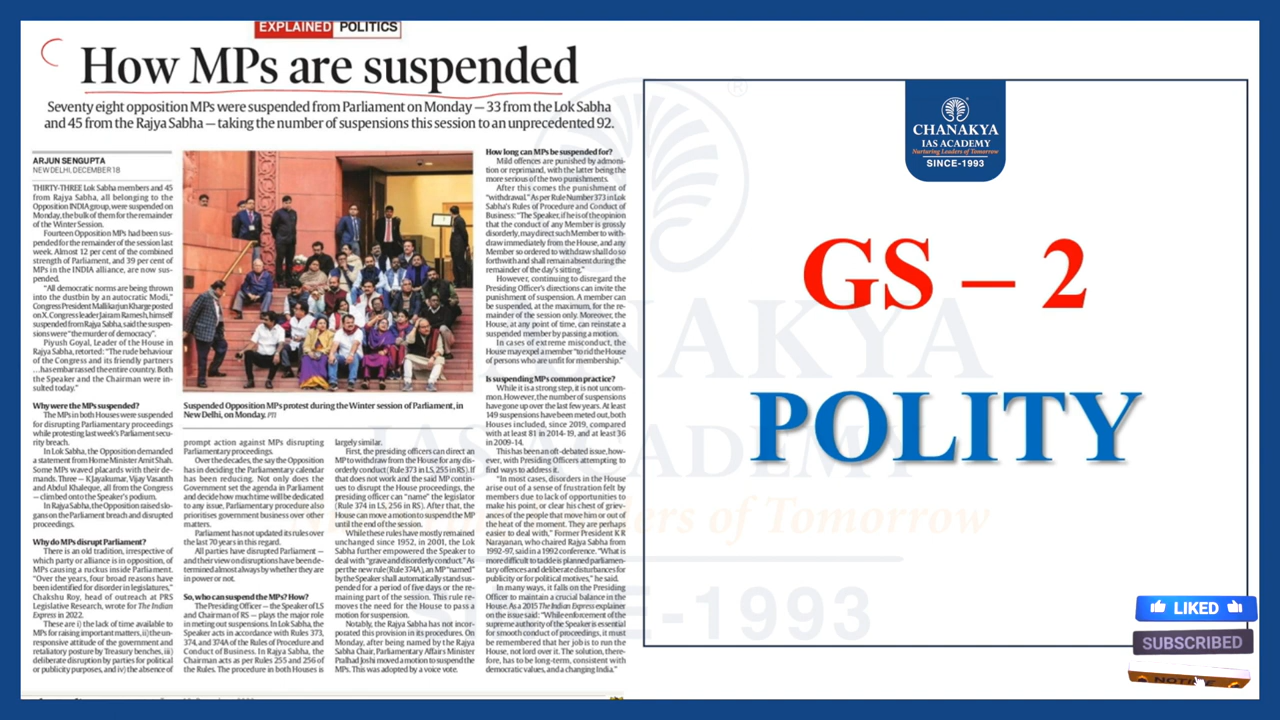 EXPLAINED POLITICS
How MPs are suspended
Seventy eight opposition MPs were suspended from Parliament on Monday — 33 from the Lok Sabha
and 45 from the Rajya Sabha — taking the number of suspensions this session to an unprecedented 92.
ARJUN SENGUPTA
NEW DELHI, DECEMBER 18
THIRTY-THREE Lok Sabha members and 45
from Rajya Sabha, all belonging to the
Opposition INDIA group, were suspended on
Monday, the bulk of them for the remainder
of the Winter Session.
Fourteen Opposition MPs had been sus-
pended for the remainder of the session last
week. Almost 12 per cent of the combined
strength of Parliament, and 39 per cent of
MPs in the INDIA alliance, are now sus-
pended.
"All democratic norms are being thrown
into the dustbin by an autocratic Modi,"
Congress President Mallikarjun Kharge posted
on X. Congress leader Jairam Ramesh, himself
suspended from Rajya Sabha, said the suspen-
sions were "the murder of democracy".
Piyush Goyal, Leader of the House in
Rajya Sabha, retorted: "The rude behaviour
of the Congress and its friendly partners
...has embarrassed the entire country. Both
the Speaker and the Chairman were in-
sulted today."
Why were the MPs suspended?
The MPs in both Houses were suspended
for disrupting Parliamentary proceedings
while protesting last week's Parliament secu-
rity breach.
In Lok Sabha, the Opposition demanded
a statement from Home Minister Amit Shah.
Some MPs waved placards with their de-
mands. Three — K Jayakumar, Vijay Vasanth
and Abdul Khaleque, all from the Congress
— climbed onto the Speaker's podium.
In Rajya Sabha, the Opposition raised slo-
gans on the Parliament breach and disrupted
proceedings.
Why do MPs disrupt Parliament?
There is an old tradition, irrespective of
which party or alliance is in opposition, of
MPs causing a ruckus inside Parliament.
"Over the years, four broad reasons have
been identified for disorder in legislatures,"
Chakshu Roy, head of outreach at PRS
Legislative Research, wrote for The Indian
Express in 2022.
These are i) the lack of time available to
MPs for raising important matters, ii) the un-
responsive attitude of the government and
retaliatory posture by Treasury benches, iii)
deliberate disruption by parties for political
or publicity purposes, and iv) the absence of
Suspended Opposition MPs protest during the Winter session of Parliament, in
New Delhi, on Monday. PTI
prompt action against MPs disrupting
Parliamentary proceedings.
Over the decades, the say the Opposition
has in deciding the Parliamentary calendar
has been reducing. Not only does the
Government set the agenda in Parliament
and decide how much time will be dedicated
to any issue, Parliamentary procedure also
prioritises government business over other
matters.
Parliament has not updated its rules over
the last 70 years in this regard.
All parties have disrupted Parliament —
and their view on disruptions have been de-
termined almost always by whether they are
in power or not.
So, who can suspend the MPs? How?
The Presiding Officer — the Speaker of LS
and Chairman of RS — plays the major role
in meting out suspensions. In Lok Sabha, the
Speaker acts in accordance with Rules 373,
374, and 374A of the Rules of Procedure and
Conduct of Business. In Rajya Sabha, the
Chairman acts as per Rules 255 and 256 of
the Rules. The procedure in both Houses is
largely similar.
First, the presiding officers can direct an
MP to withdraw from the House for any dis-
orderly conduct (Rule 373 in LS, 255 in RS). If
that does not work and the said MP contin-
ues to disrupt the House proceedings, the
presiding officer can "name" the legislator
(Rule 374 in LS, 256 in RS). After that, the
House can move a motion to suspend the MP
until the end of the session.
While these rules have mostly remained
unchanged since 1952, in 2001, the Lok
Sabha further empowered the Speaker to
deal with "grave and disorderly conduct." As
per the new rule (Rule 374A), an MP "named"
by the Speaker shall automatically stand sus-
pended for a period of five days or the re-
maining part of the session. This rule re-
moves the need for the House to pass a
motion for suspension.
Notably, the Rajya Sabha has not incor-
porated this provision in its procedures. On
Monday, after being named by the Rajya
Sabha Chair, Parliamentary Affairs Minister
Pralhad Joshi moved a motion to suspend the
MPs. This was adopted by a voice vote.
How long can MPs be suspended for?
Mild offences are punished by admoni-
tion or reprimand, with the latter being the
more serious of the two punishments.
After this comes the punishment of
"withdrawal." As per Rule Number 373 in Lok
Sabha's Rules of Procedure and Conduct of
Business: "The Speaker, if he is of the opinion
that the conduct of any Member is grossly
disorderly, may direct such Member to with-
draw immediately from the House, and any
Member so ordered to withdraw shall do so
forthwith and shall remain absent during the
remainder of the day's sitting."
However, continuing to disregard the
Presiding Officer's directions can invite the
punishment of suspension. A member can
be suspended, at the maximum, for the re-
mainder of the session only. Moreover, the
House, at any point of time, can reinstate a
suspended member by passing a motion.
In cases of extreme misconduct, the
House may expel a member "to rid the House
of persons who are unfit for membership."
Is suspending MPs common practice?
While it is a strong step, it is not uncom-
mon. However, the number of suspensions
have gone up over the last few years. At least
149 suspensions have been meted out, both
Houses included, since 2019, compared
with at least 81 in 2014-19, and at least 36
in 2009-14.
This has been an oft-debated issue, how-
ever, with Presiding Officers attempting to
find ways to address it.
"In most cases, disorders in the House
arise out of a sense of frustration felt by
members due to lack of opportunities to
make his point, or clear his chest of griev-
ances of the people that move him or out of
the heat of the moment. They are perhaps
easier to deal with," Former President K R
Narayanan, who chaired Rajya Sabha from
1992-97, said in a 1992 conference. "What is
more difficult to tackle is planned parliamen-
tary offences and deliberate disturbances for
publicity or for political motives," he said.
In many ways, it falls on the Presiding
Officer to maintain a crucial balance in the
House. As a 2015 The Indian Express explainer
on the issue said: "While enforcement of the
supreme authority of the Speaker is essential
for smooth conduct of proceedings, it must
be remembered that her job is to run the
House, not lord over it. The solution, there-
fore, has to be long-term, consistent with
democratic values, and a changing India."
CHANAKYA
IAS ACADEMY
Nurturing Leaders of Tomorrow
SINCE-1993
GS – 2
POLITY
LIKED
SUBSCRIBED